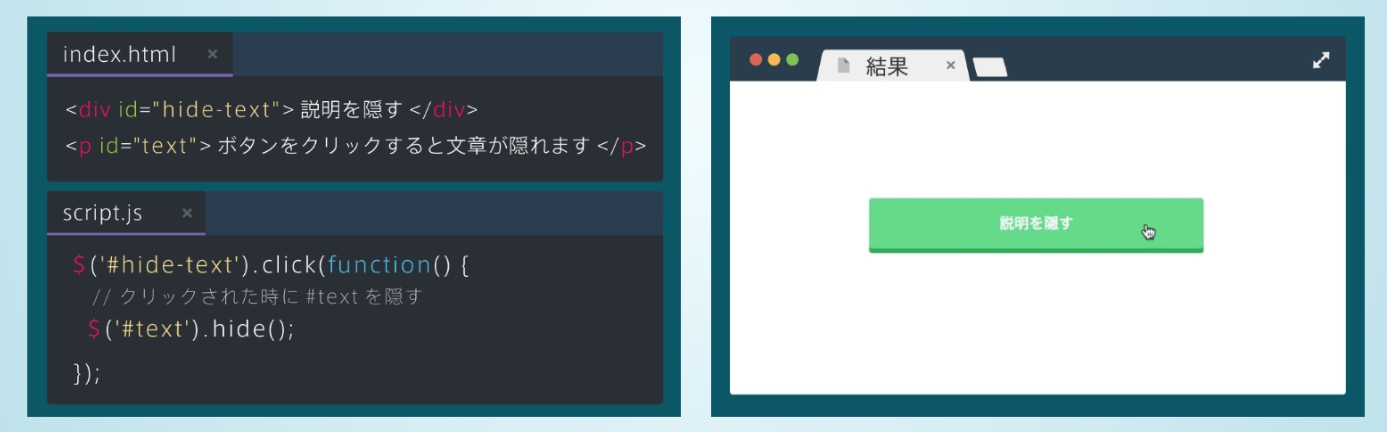 index.html ×
<div id="hide-text">説明を隠す</div>
<p id="text">ボタンをクリックすると文章が隠れます</p>
script.js ×
$('#hide-text').click(function() {
// クリックされた時に #text を隠す
$('#text').hide();
});
結果 ×
説明を隠す